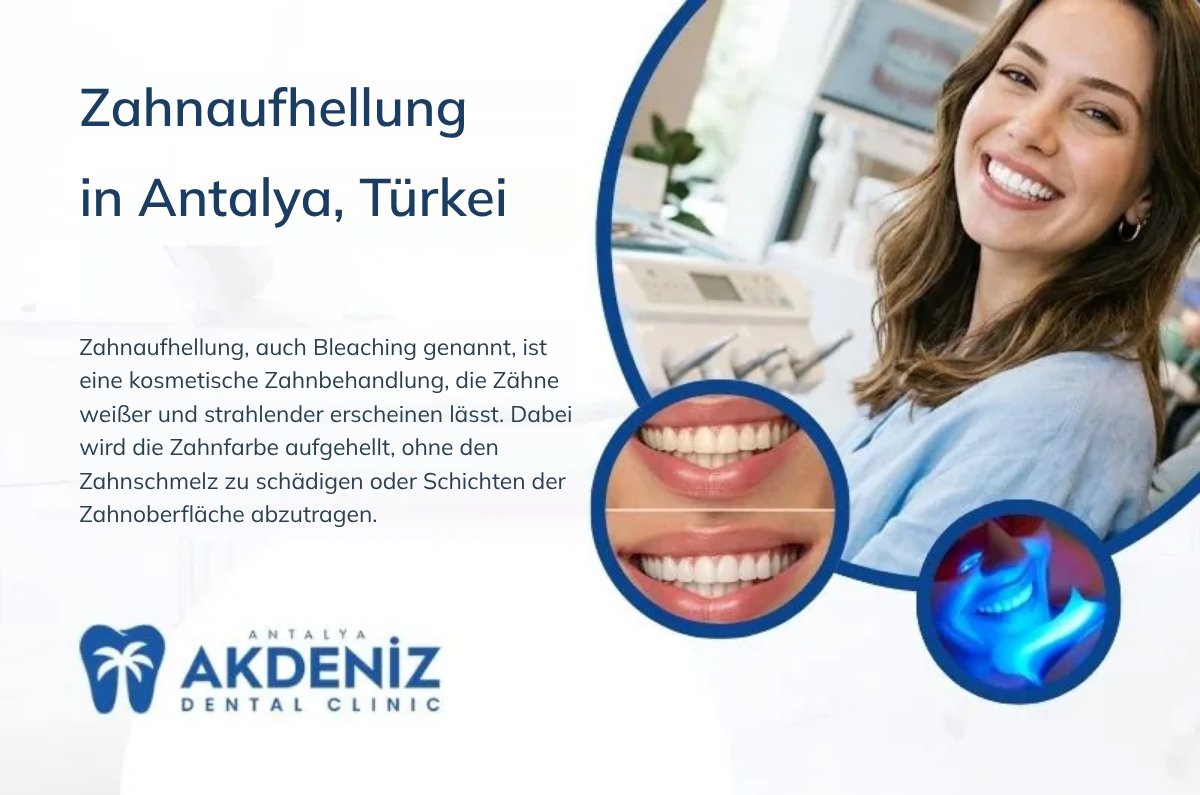 Zahnaufhellung
in Antalya, Türkei
Zahnaufhellung, auch Bleaching genannt, ist
eine kosmetische Zahnbehandlung, die Zähne
weißer und strahlender erscheinen lässt. Dabei
wird die Zahnfarbe aufgehellt, ohne den
Zahnschmelz zu schädigen oder Schichten der
Zahnoberfläche abzutragen.
ANTALYA
AKDENİZ
DENTAL CLINIC